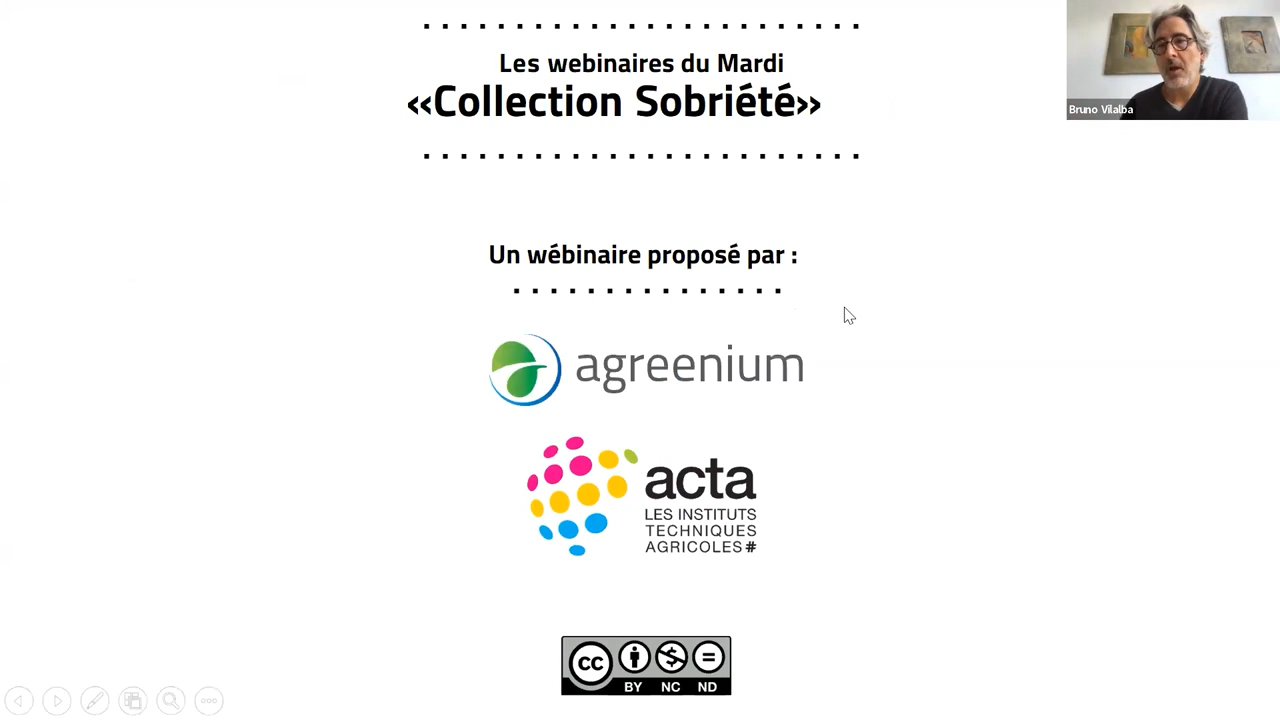 Les webinaires du Mardi
«Collection Sobriété»
Bruno Vilalba
Un wébinaire proposé par :
agreenium
acta
LES INSTITUTS
TECHNIQUES
AGRICOLES#
cc
BY NC ND